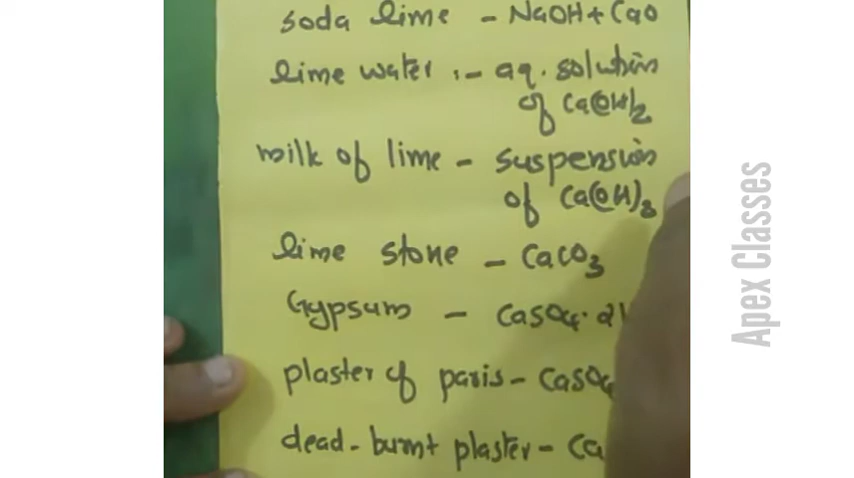 soda lime - NaOH + CaO
lime water :- aq. solution
of Ca(OH)2
milk of lime - suspension
of Ca(OH)3
lime stone - CaCO3
Gypsum - CaSO4. 2
plaster of paris - CaSO4
dead-burnt plaster - Ca
Apex Classes